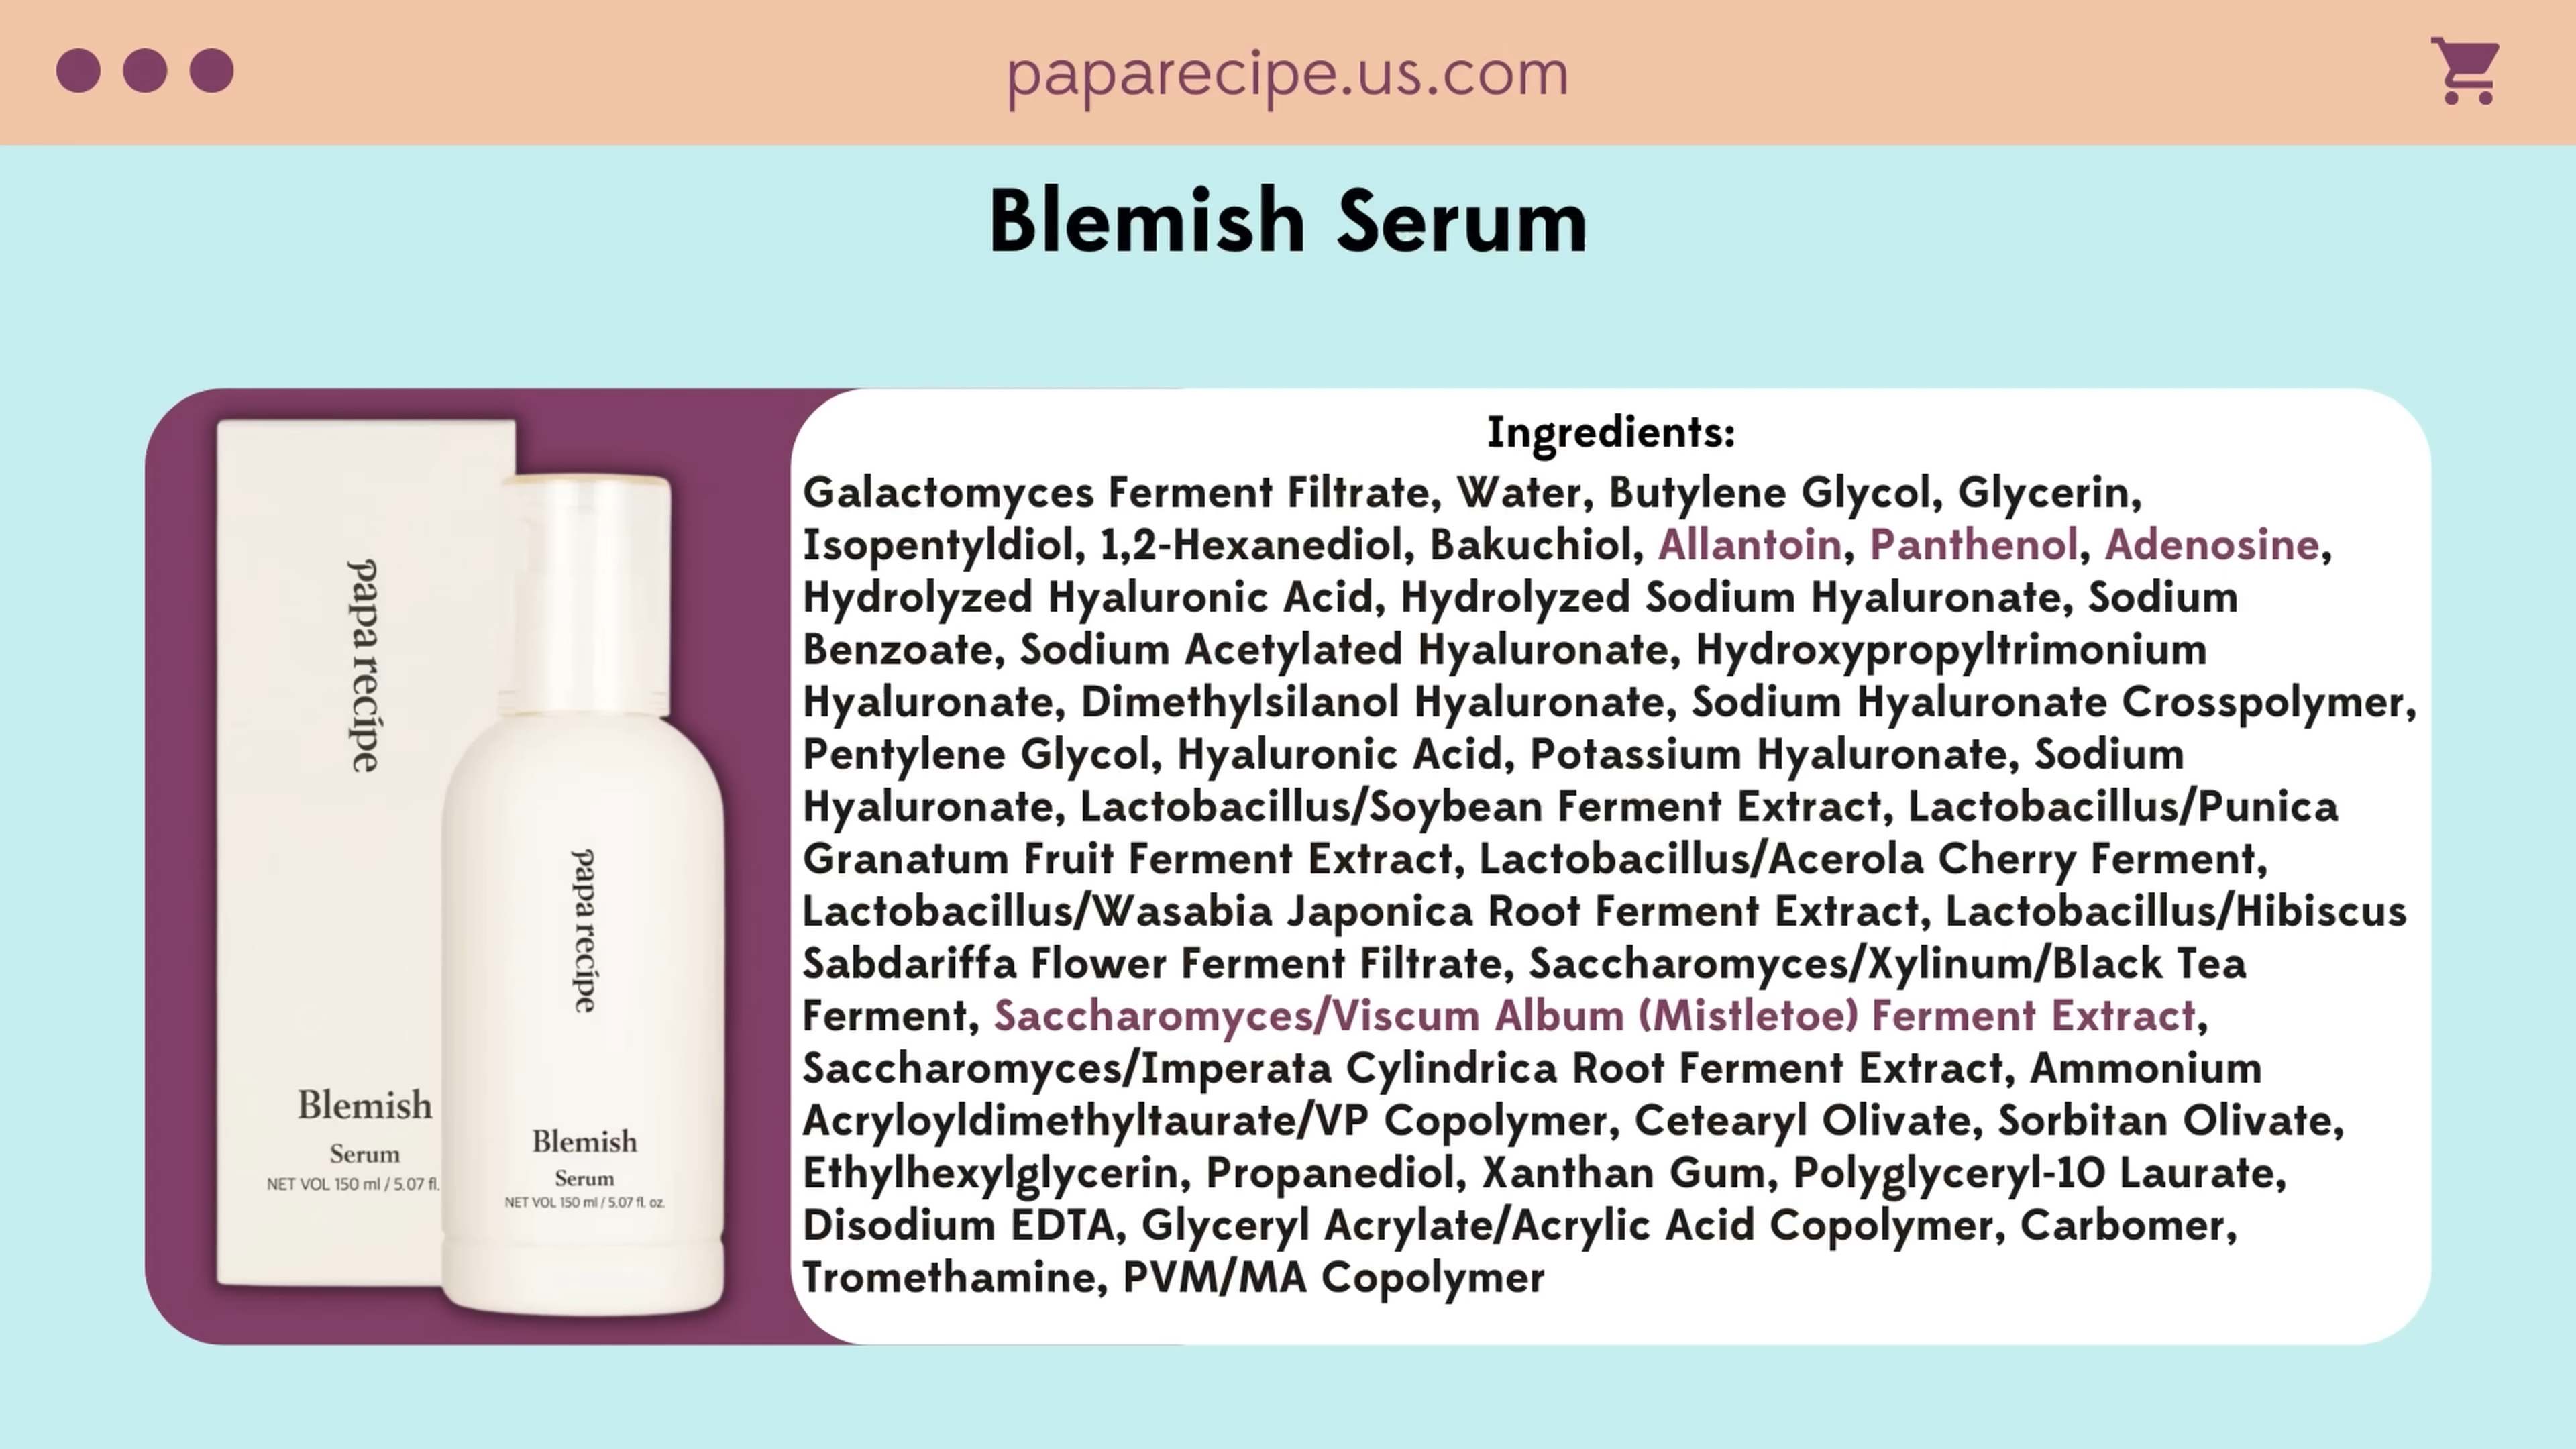 paparecipe.us.com
Blemish Serum
papa recipe
Blemish
Serum
NET VOL 150 ml / 5.07 fl.
papa recipe
Blemish
Serum
NET VOL 150 ml / 5.07 fl. oz.
Ingredients:
Galactomyces Ferment Filtrate, Water, Butylene Glycol, Glycerin,
Isopentyldiol, 1,2-Hexanediol, Bakuchiol, Allantoin, Panthenol, Adenosine,
Hydrolyzed Hyaluronic Acid, Hydrolyzed Sodium Hyaluronate, Sodium
Benzoate, Sodium Acetylated Hyaluronate, Hydroxypropyltrimonium
Hyaluronate, Dimethylsilanol Hyaluronate, Sodium Hyaluronate Crosspolymer,
Pentylene Glycol, Hyaluronic Acid, Potassium Hyaluronate, Sodium
Hyaluronate, Lactobacillus/Soybean Ferment Extract, Lactobacillus/Punica
Granatum Fruit Ferment Extract, Lactobacillus/Acerola Cherry Ferment,
Lactobacillus/Wasabia Japonica Root Ferment Extract, Lactobacillus/Hibiscus
Sabdariffa Flower Ferment Filtrate, Saccharomyces/Xylinum/Black Tea
Ferment, Saccharomyces/Viscum Album (Mistletoe) Ferment Extract,
Saccharomyces/Imperata Cylindrica Root Ferment Extract, Ammonium
Acryloyldimethyltaurate/VP Copolymer, Cetearyl Olivate, Sorbitan Olivate,
Ethylhexylglycerin, Propanediol, Xanthan Gum, Polyglyceryl-10 Laurate,
Disodium EDTA, Glyceryl Acrylate/Acrylic Acid Copolymer, Carbomer,
Tromethamine, PVM/MA Copolymer